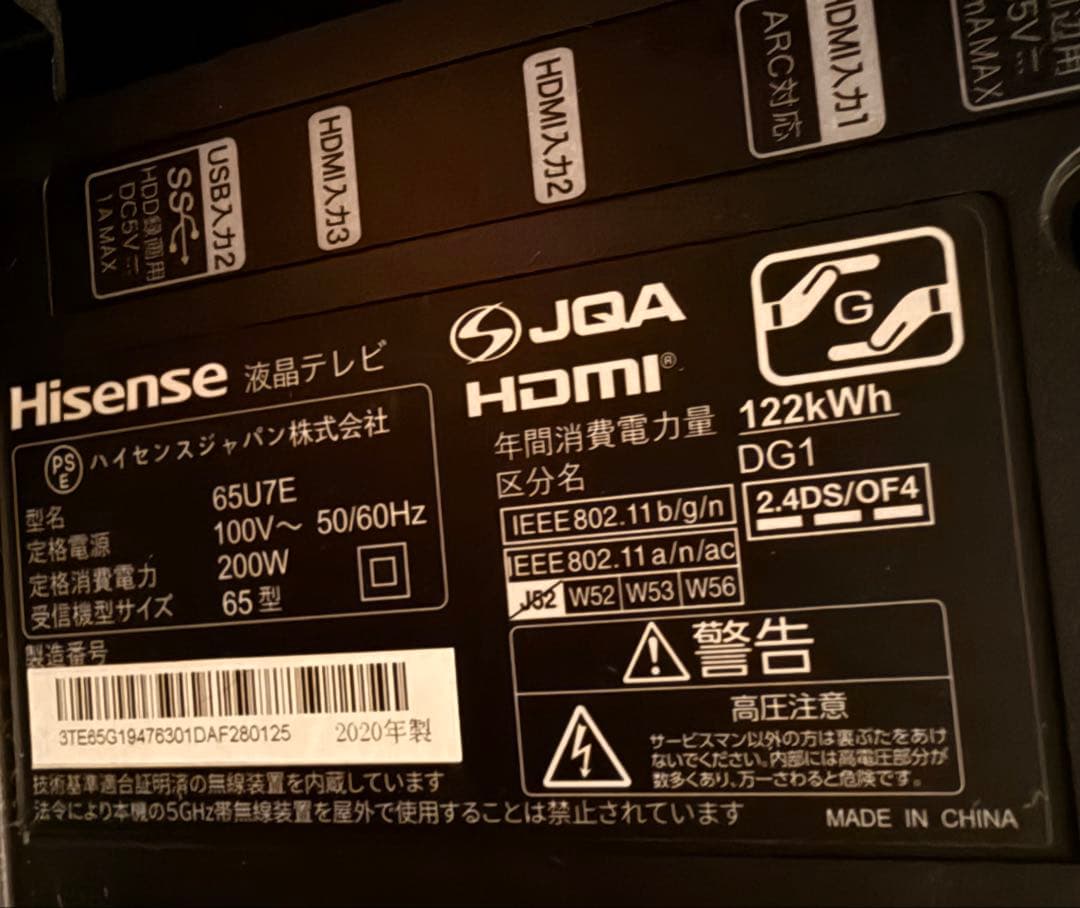 USB入力2
SS
HDD録画用
DC5V
1A MAX
HDMI入力3
HDMI入力2
HDMI入力1
ARC対応
5V
mAMAX
Hisense 液晶テレビ
PSE ハイセンスジャパン株式会社
型名 65U7E
定格電源 100V～ 50/60Hz
定格消費電力 200W
受信機型サイズ 65型
製造番号
3TE65G19476301DAF280125 2020年製
技術基準適合証明済の無線装置を内蔵しています
法令により本機の5GHz帯無線装置を屋外で使用することは禁止されています
JQA
HDMI®
G
年間消費電力量 122kWh
区分名 DG1
IEEE802.11b/g/n
2.4DS/OF4
IEEE802.11a/n/ac
J52 W52 W53 W56
警告
高圧注意
サービスマン以外の方は裏ぶたをあけ
ないでください。内部には高電圧部分が
数多くあり、万一さわると危険です。
MADE IN CHINA